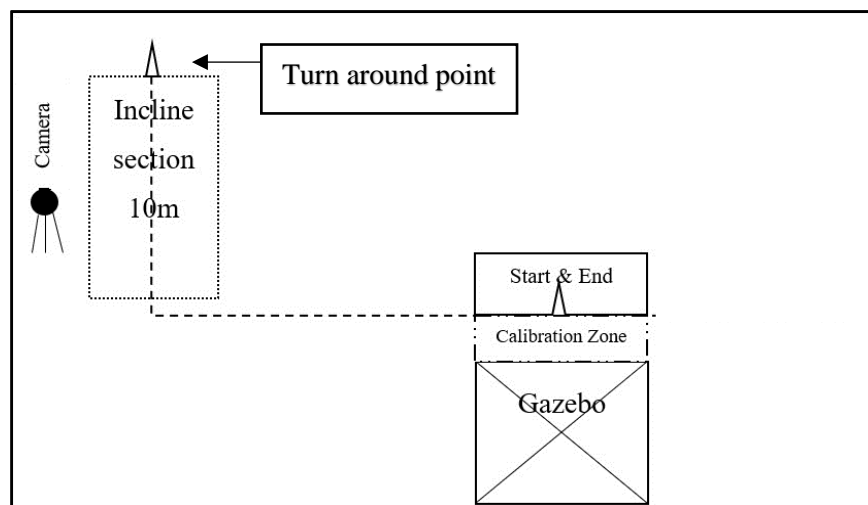 Turn around point
Incline
section
10m
Camera
Start & End
Calibration Zone
Gazebo